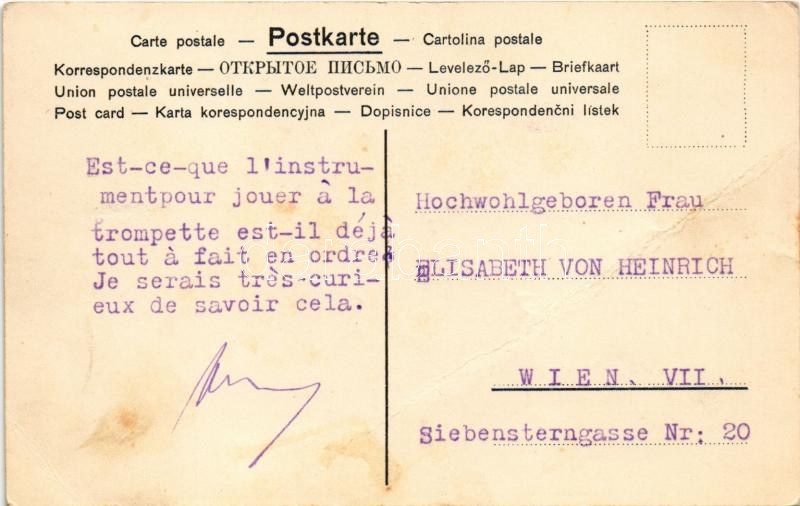 Carte postale — Postkarte — Cartolina postale
Korrespondenzkarte — ОТКРЫТОЕ ПИСЬМО — Levelező-Lap — Briefkaart
Union postale universelle — Weltpostverein — Unione postale universale
Post card — Karta korespondencyjna — Dopisnice — Korespondenčni lístek
Est-ce-que l'instru-
mentpour jouer à la
trompette est-il déjà
tout à fait en ordre?
Je serais très-curi-
eux de savoir cela.
Hochwohlgeboren Frau
ELISABETH VON HEINRICH
WIEN. VII.
Siebensterngasse Nr: 20